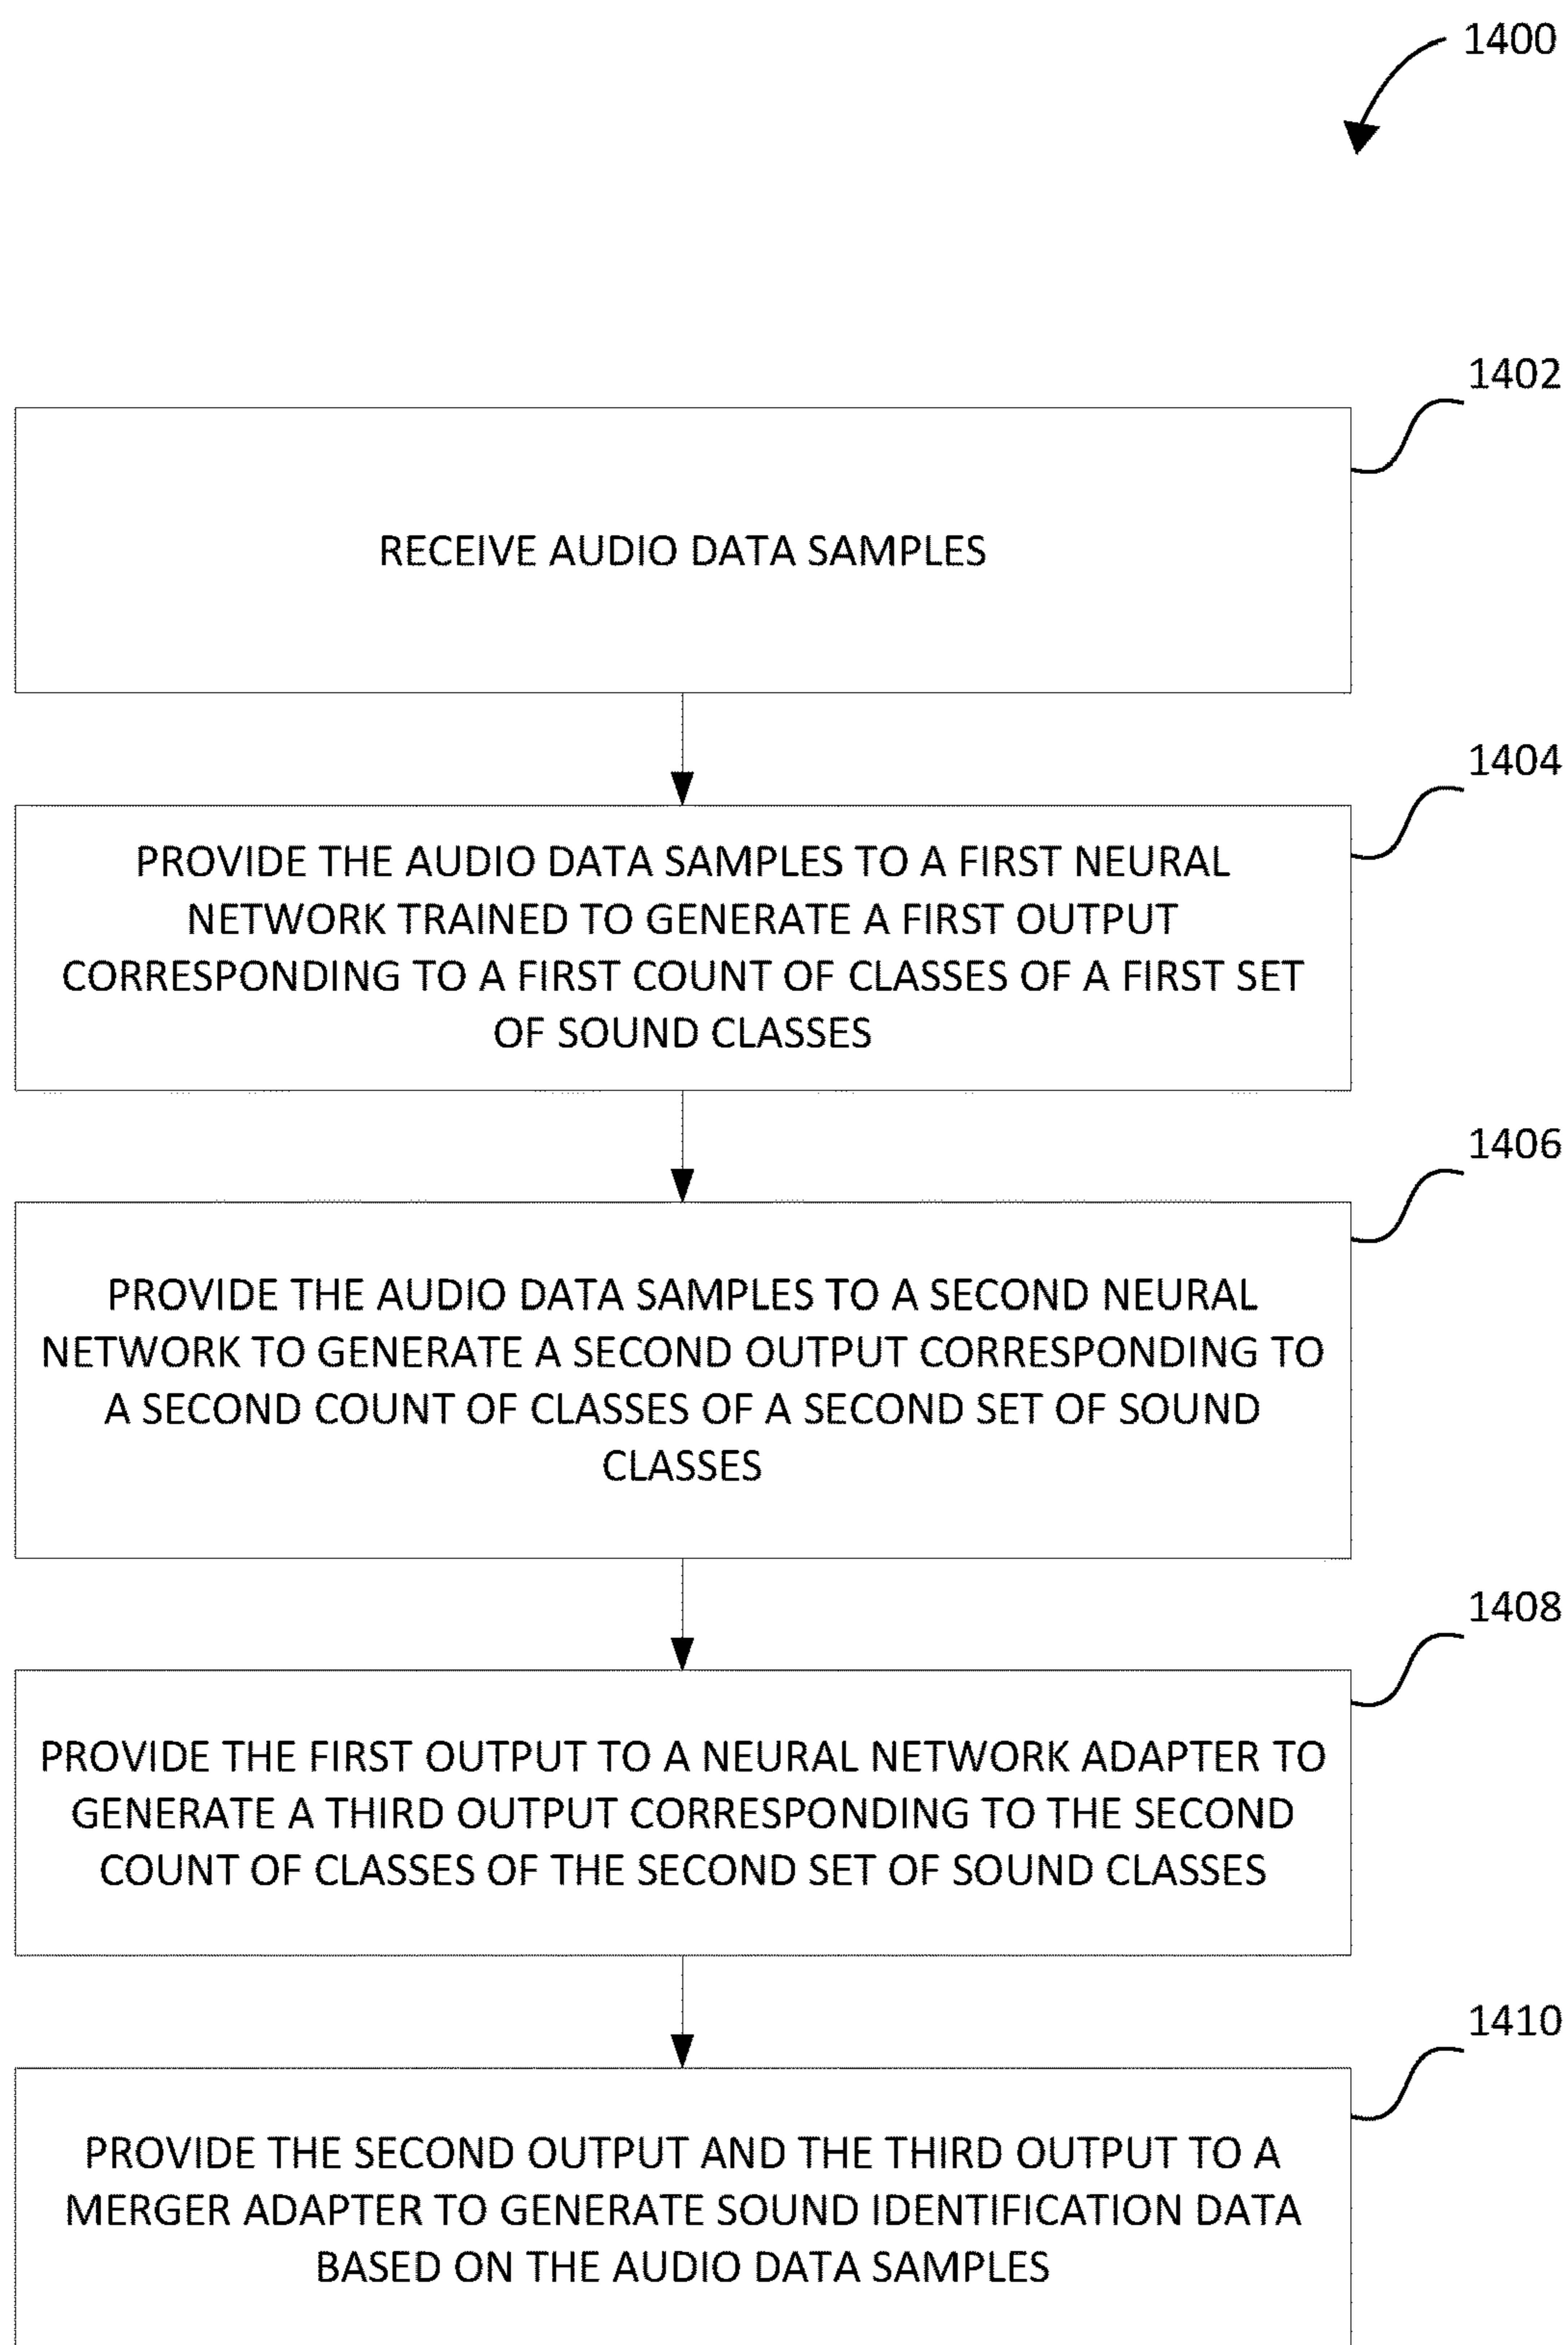 1400
1402
RECEIVE AUDIO DATA SAMPLES
1404
PROVIDE THE AUDIO DATA SAMPLES TO A FIRST NEURAL
NETWORK TRAINED TO GENERATE A FIRST OUTPUT
CORRESPONDING TO A FIRST COUNT OF CLASSES OF A FIRST SET
OF SOUND CLASSES
1406
PROVIDE THE AUDIO DATA SAMPLES TO A SECOND NEURAL
NETWORK TO GENERATE A SECOND OUTPUT CORRESPONDING TO
A SECOND COUNT OF CLASSES OF A SECOND SET OF SOUND
CLASSES
1408
PROVIDE THE FIRST OUTPUT TO A NEURAL NETWORK ADAPTER TO
GENERATE A THIRD OUTPUT CORRESPONDING TO THE SECOND
COUNT OF CLASSES OF THE SECOND SET OF SOUND CLASSES
1410
PROVIDE THE SECOND OUTPUT AND THE THIRD OUTPUT TO A
MERGER ADAPTER TO GENERATE SOUND IDENTIFICATION DATA
BASED ON THE AUDIO DATA SAMPLES